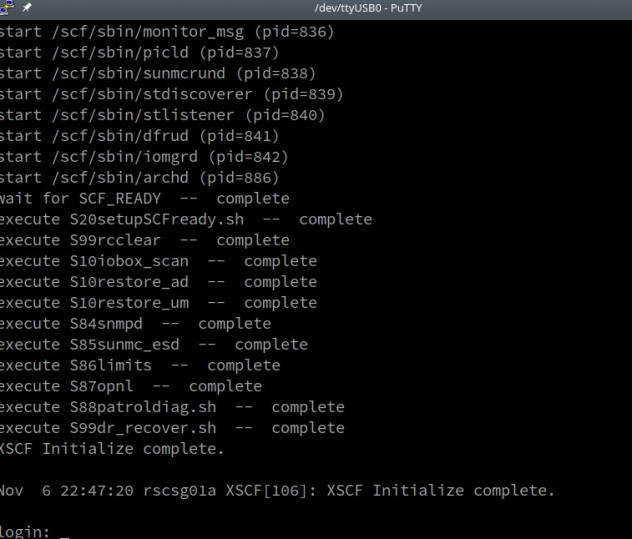 /dev/ttyUSB0 - PuTTY
start /scf/sbin/monitor_msg (pid=836)
start /scf/sbin/picld (pid=837)
start /scf/sbin/sunmcrund (pid=838)
start /scf/sbin/stdiscoverer (pid=839)
start /scf/sbin/stlistener (pid=840)
start /scf/sbin/dfrud (pid=841)
start /scf/sbin/iomgrd (pid=842)
start /scf/sbin/archd (pid=886)
wait for SCF_READY  --  complete
execute S20setupSCFready.sh  --  complete
execute S99rcclear  --  complete
execute S10iobox_scan  --  complete
execute S10restore_ad  --  complete
execute S10restore_um  --  complete
execute S84snmpd  --  complete
execute S85sunmc_esd  --  complete
execute S86limits  --  complete
execute S87opnl  --  complete
execute S88patroldiag.sh  --  complete
execute S99dr_recover.sh  --  complete
XSCF Initialize complete.
Nov  6 22:47:20 rscsg01a XSCF[106]: XSCF Initialize complete.
login: _